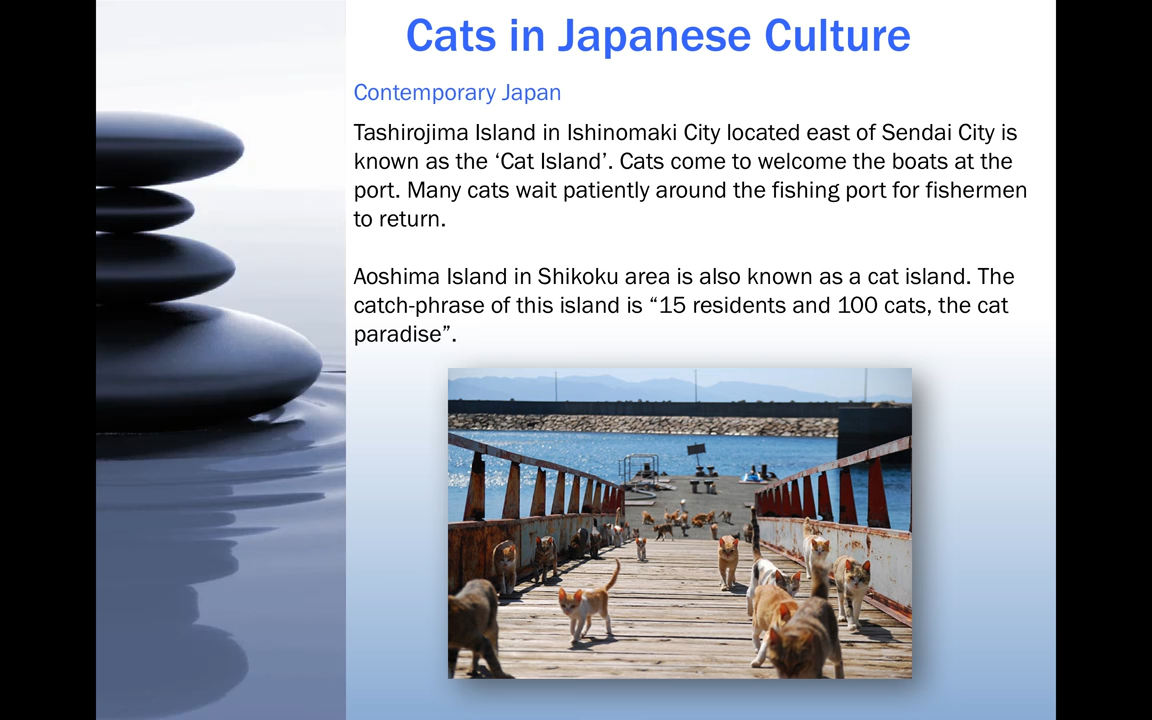 Cats in Japanese Culture
Contemporary Japan
Tashirojima Island in Ishinomaki City located east of Sendai City is
known as the ‘Cat Island’. Cats come to welcome the boats at the
port. Many cats wait patiently around the fishing port for fishermen
to return.
Aoshima Island in Shikoku area is also known as a cat island. The
catch-phrase of this island is “15 residents and 100 cats, the cat
paradise”.